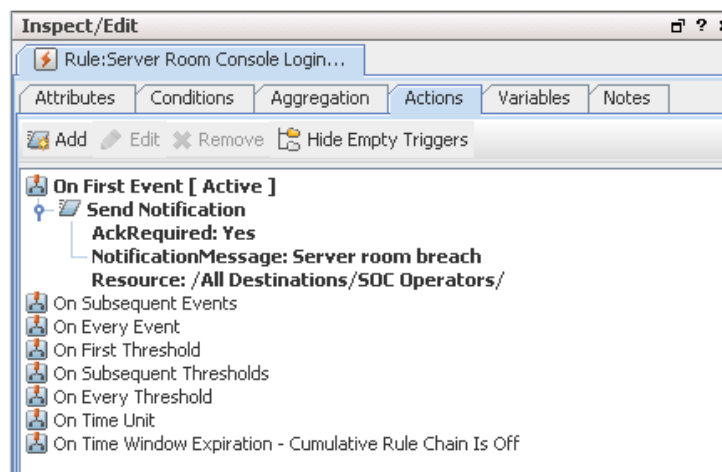 Inspect/Edit ?
Rule:Server Room Console Login...
Attributes Conditions Aggregation Actions Variables Notes
Add Edit Remove Hide Empty Triggers
On First Event [ Active ]
Send Notification
AckRequired: Yes
NotificationMessage: Server room breach
Resource: /All Destinations/SOC Operators/
On Subsequent Events
On Every Event
On First Threshold
On Subsequent Thresholds
On Every Threshold
On Time Unit
On Time Window Expiration - Cumulative Rule Chain Is Off